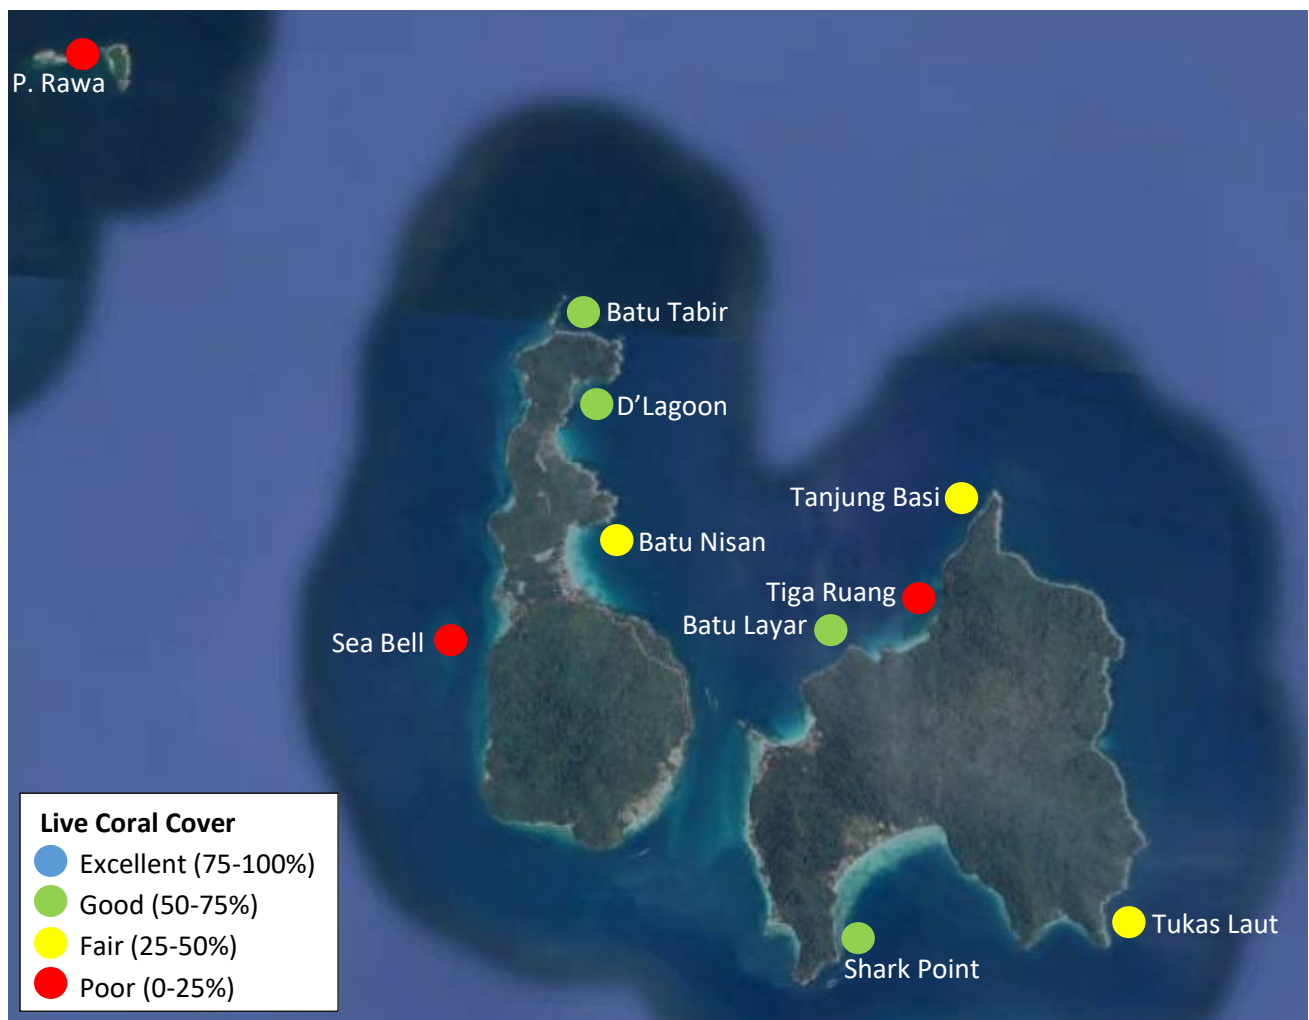 P. Rawa
Batu Tabir
D’Lagoon
Tanjung Basi
Batu Nisan
Tiga Ruang
Batu Layar
Sea Bell
Live Coral Cover
Excellent (75-100%)
Good (50-75%)
Fair (25-50%)
Poor (0-25%)
Tukas Laut
Shark Point